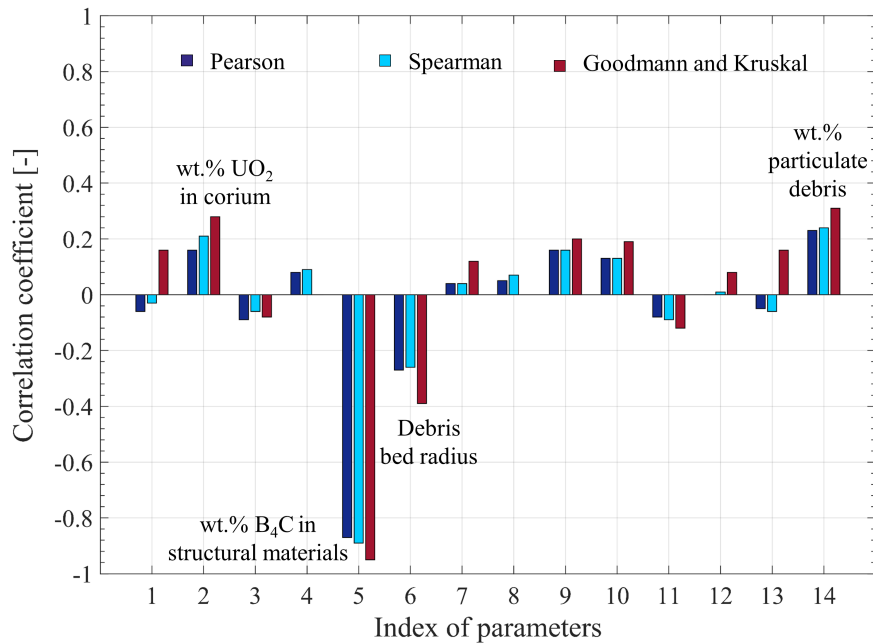 1
0.8
0.6
0.4
0.2
0
-0.2
-0.4
-0.6
-0.8
-1
Correlation coefficient [-]
Pearson
Spearman
Goodmann and Kruskal
wt.% UO₂
in corium
wt.%
particulate
debris
Debris
bed radius
wt.% B₄C in
structural materials
1 2 3 4 5 6 7 8 9 10 11 12 13 14
Index of parameters